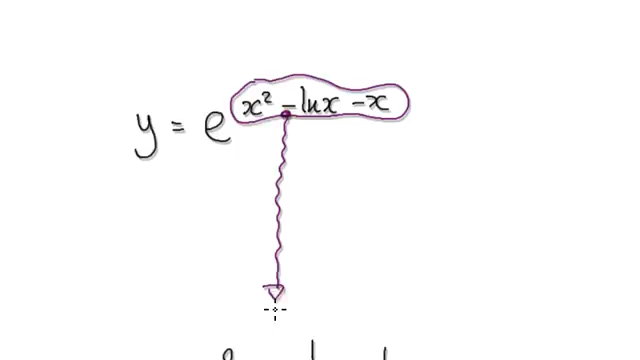 y = e^{x² - ln x - x}